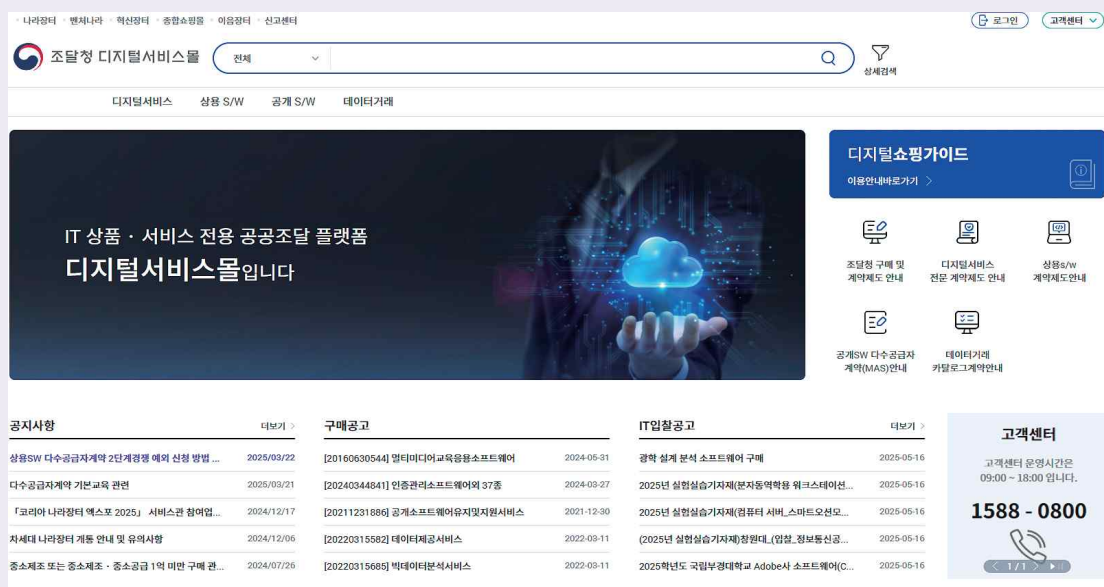 나라장터 벤처나라 혁신장터 종합쇼핑몰 이음장터 신고센터
로그인 고객센터
조달청 디지털서비스몰 전체
상세검색
디지털서비스 상용 S/W 공개 S/W 데이터거래
IT 상품 · 서비스 전용 공공조달 플랫폼
디지털서비스몰입니다
디지털쇼핑가이드
이용안내바로가기
조달청 구매 및
계약제도 안내
디지털서비스
전문 계약제도 안내
상용s/w
계약제도안내
공개SW 다수공급자
계약(MAS)안내
데이터거래
카탈로그계약안내
공지사항 더보기
상용SW 다수공급자계약 2단계경쟁 예외 신청 방법 ... 2025/03/22
다수공급자계약 기본교육 관련 2025/03/21
「코리아 나라장터 엑스포 2025」 서비스관 참여업... 2024/12/17
차세대 나라장터 개통 안내 및 유의사항 2024/12/06
중소제조 또는 중소제조 · 중소공급 1억 미만 구매 관... 2024/07/26
구매공고
[20160630544] 멀티미디어교육응용소프트웨어 2024-05-31
[20240344841] 인증관리소프트웨어외 37종 2024-03-27
[20211231886] 공개소프트웨어유지및지원서비스 2021-12-30
[20220315582] 데이터제공서비스 2022-03-11
[20220315685] 빅데이터분석서비스 2022-03-11
IT입찰공고 더보기
광학 설계 분석 소프트웨어 구매 2025-05-16
2025년 실험실습기자재(분자동역학용 워크스테이션... 2025-05-16
2025년 실험실습기자재(컴퓨터 서버_스마트오션모... 2025-05-16
(2025년 실험실습기자재)창원대_(입찰_정보통신공... 2025-05-16
2025학년도 국립부경대학교 Adobe사 소프트웨어(C... 2025-05-16
고객센터
고객센터 운영시간은
09:00 ~ 18:00 입니다.
1588 - 0800
1/1